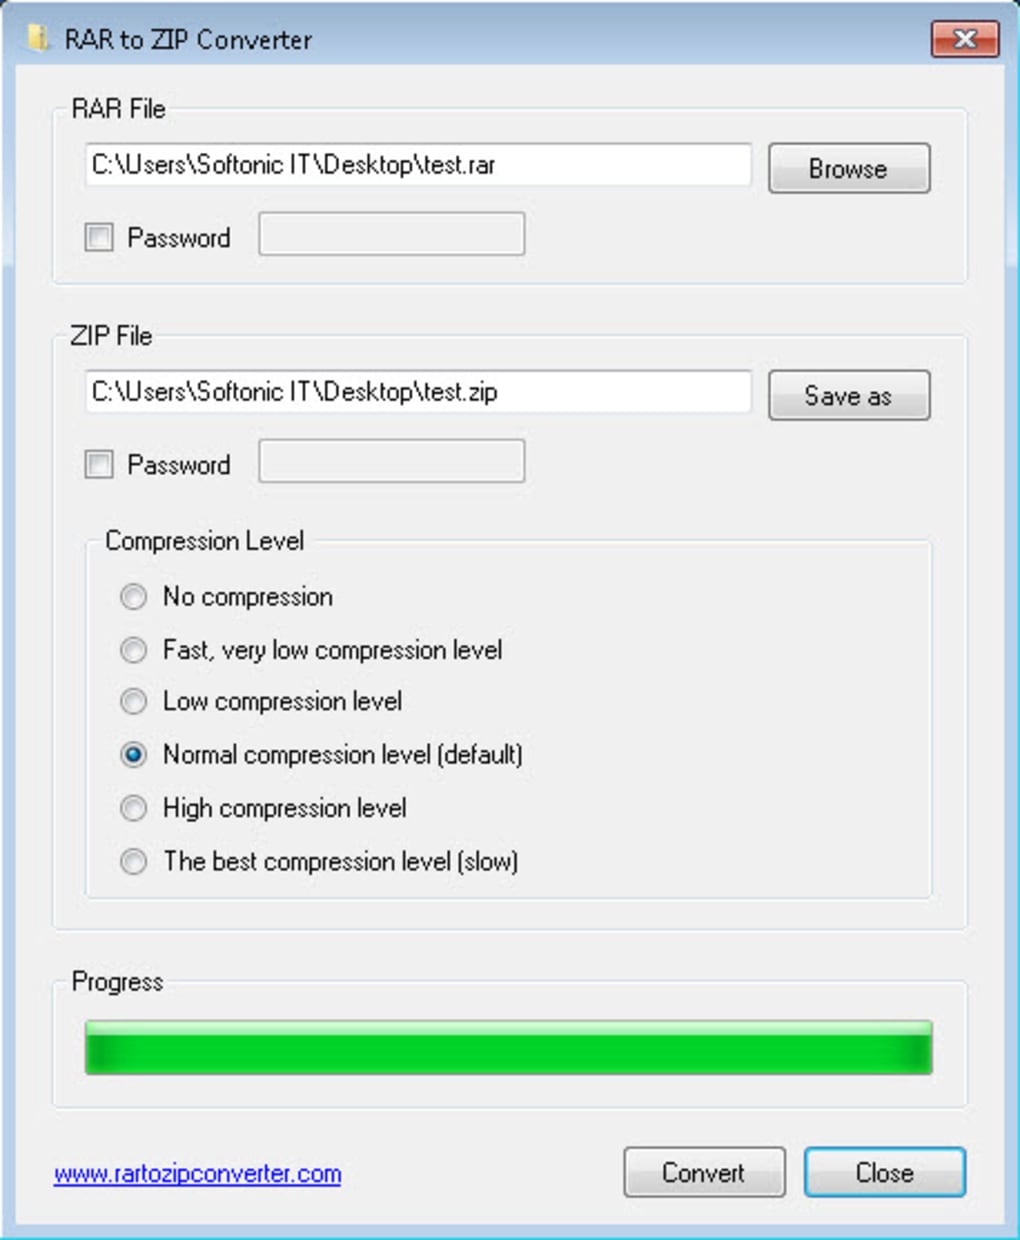 RAR to ZIP Converter
RAR File
C:\Users\Softonic IT\Desktop\test.rar
Browse
Password
ZIP File
C:\Users\Softonic IT\Desktop\test.zip
Save as
Password
Compression Level
No compression
Fast, very low compression level
Low compression level
Normal compression level (default)
High compression level
The best compression level (slow)
Progress
www.rartozipconverter.com
Convert
Close